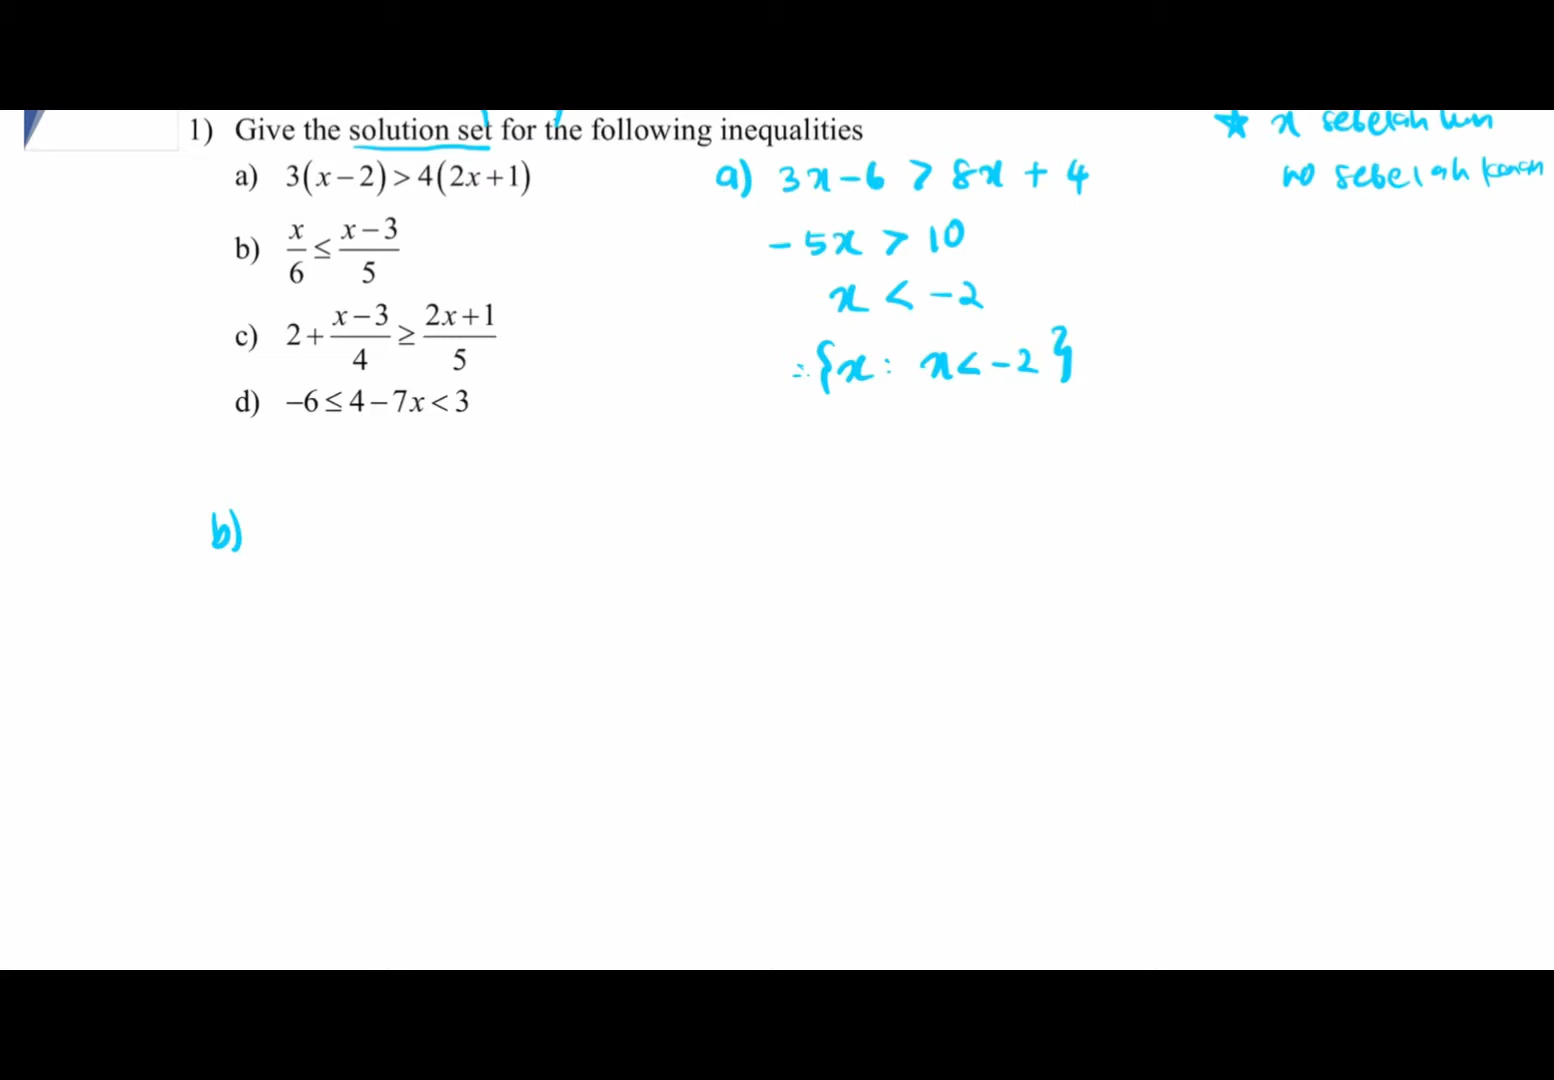 1) Give the solution set for the following inequalities
a) 3(x−2)>4(2x+1)
b) x/6 ≤ (x−3)/5
c) 2+(x−3)/4 ≥ (2x+1)/5
d) −6≤4−7x<3
★ x sebelah
no sebelah
a) 3x−6 > 8x + 4
−5x > 10
x < −2
∴ {x : x< −2}
b)